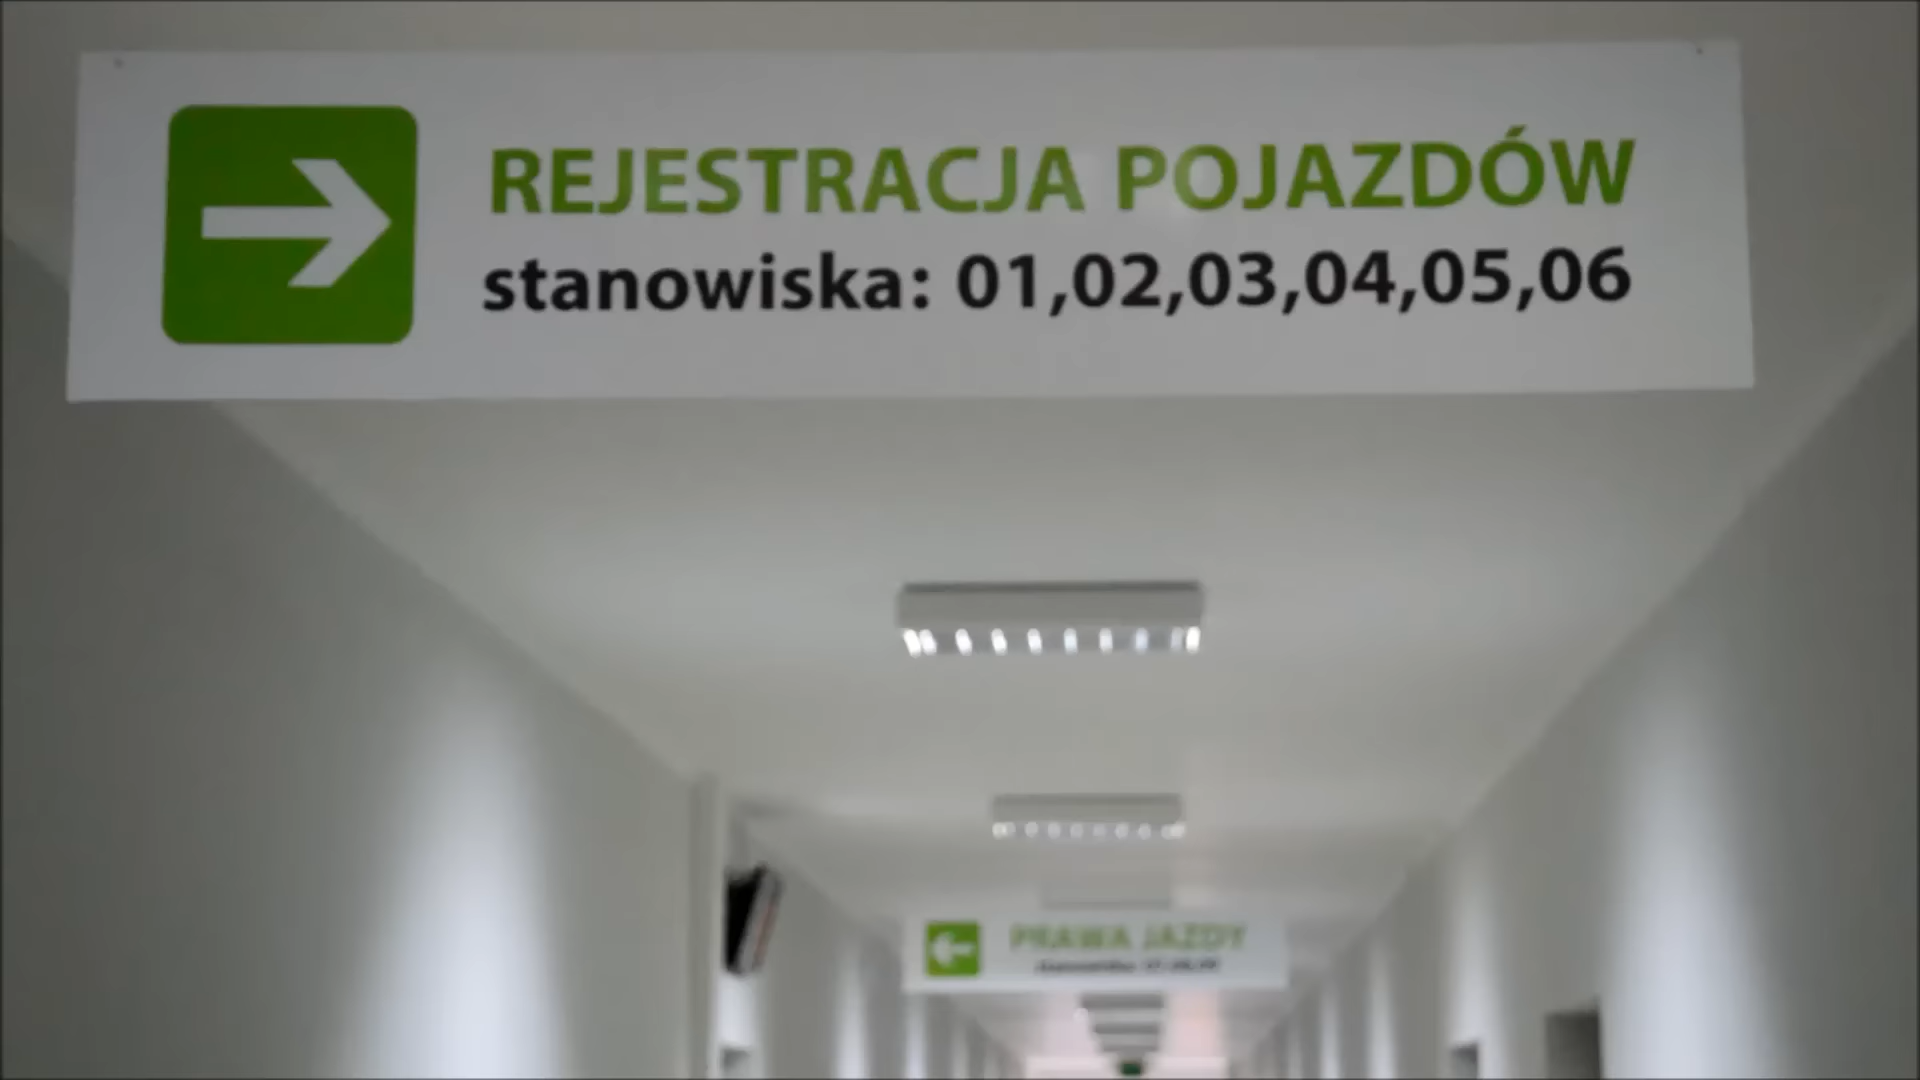 REJESTRACJA POJAZDÓW
stanowiska: 01,02,03,04,05,06
PRAWA JAZDY